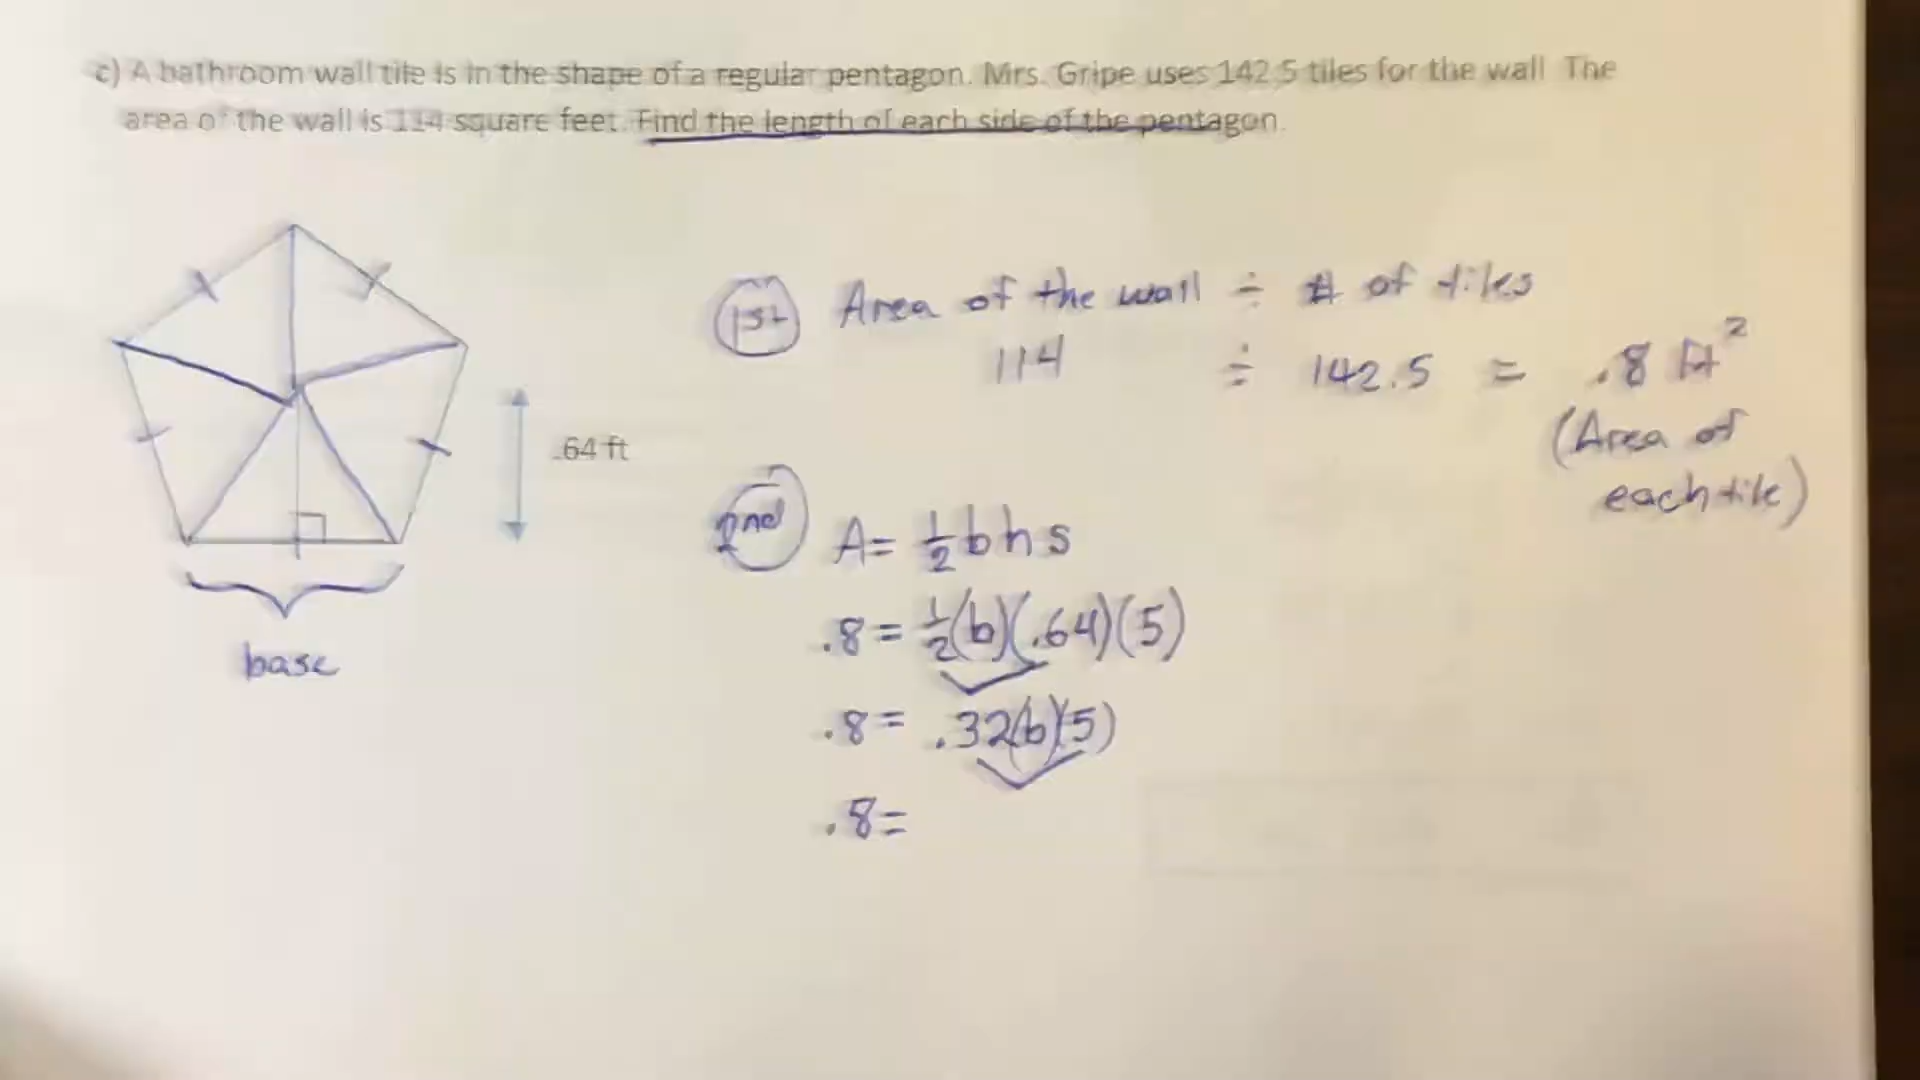 c) A bathroom wall tile is in the shape of a regular pentagon. Mrs. Gripe uses 142.5 tiles for the wall. The
area of the wall is 114 square feet. Find the length of each side of the pentagon.
1st Area of the wall ÷ # of tiles
114 ÷ 142.5 = .8 ft²
(Area of
each tile)
.64 ft
2nd A = ½bhs
.8 = ½(b)(.64)(5)
base
.8 = .32(b)(5)
.8 =